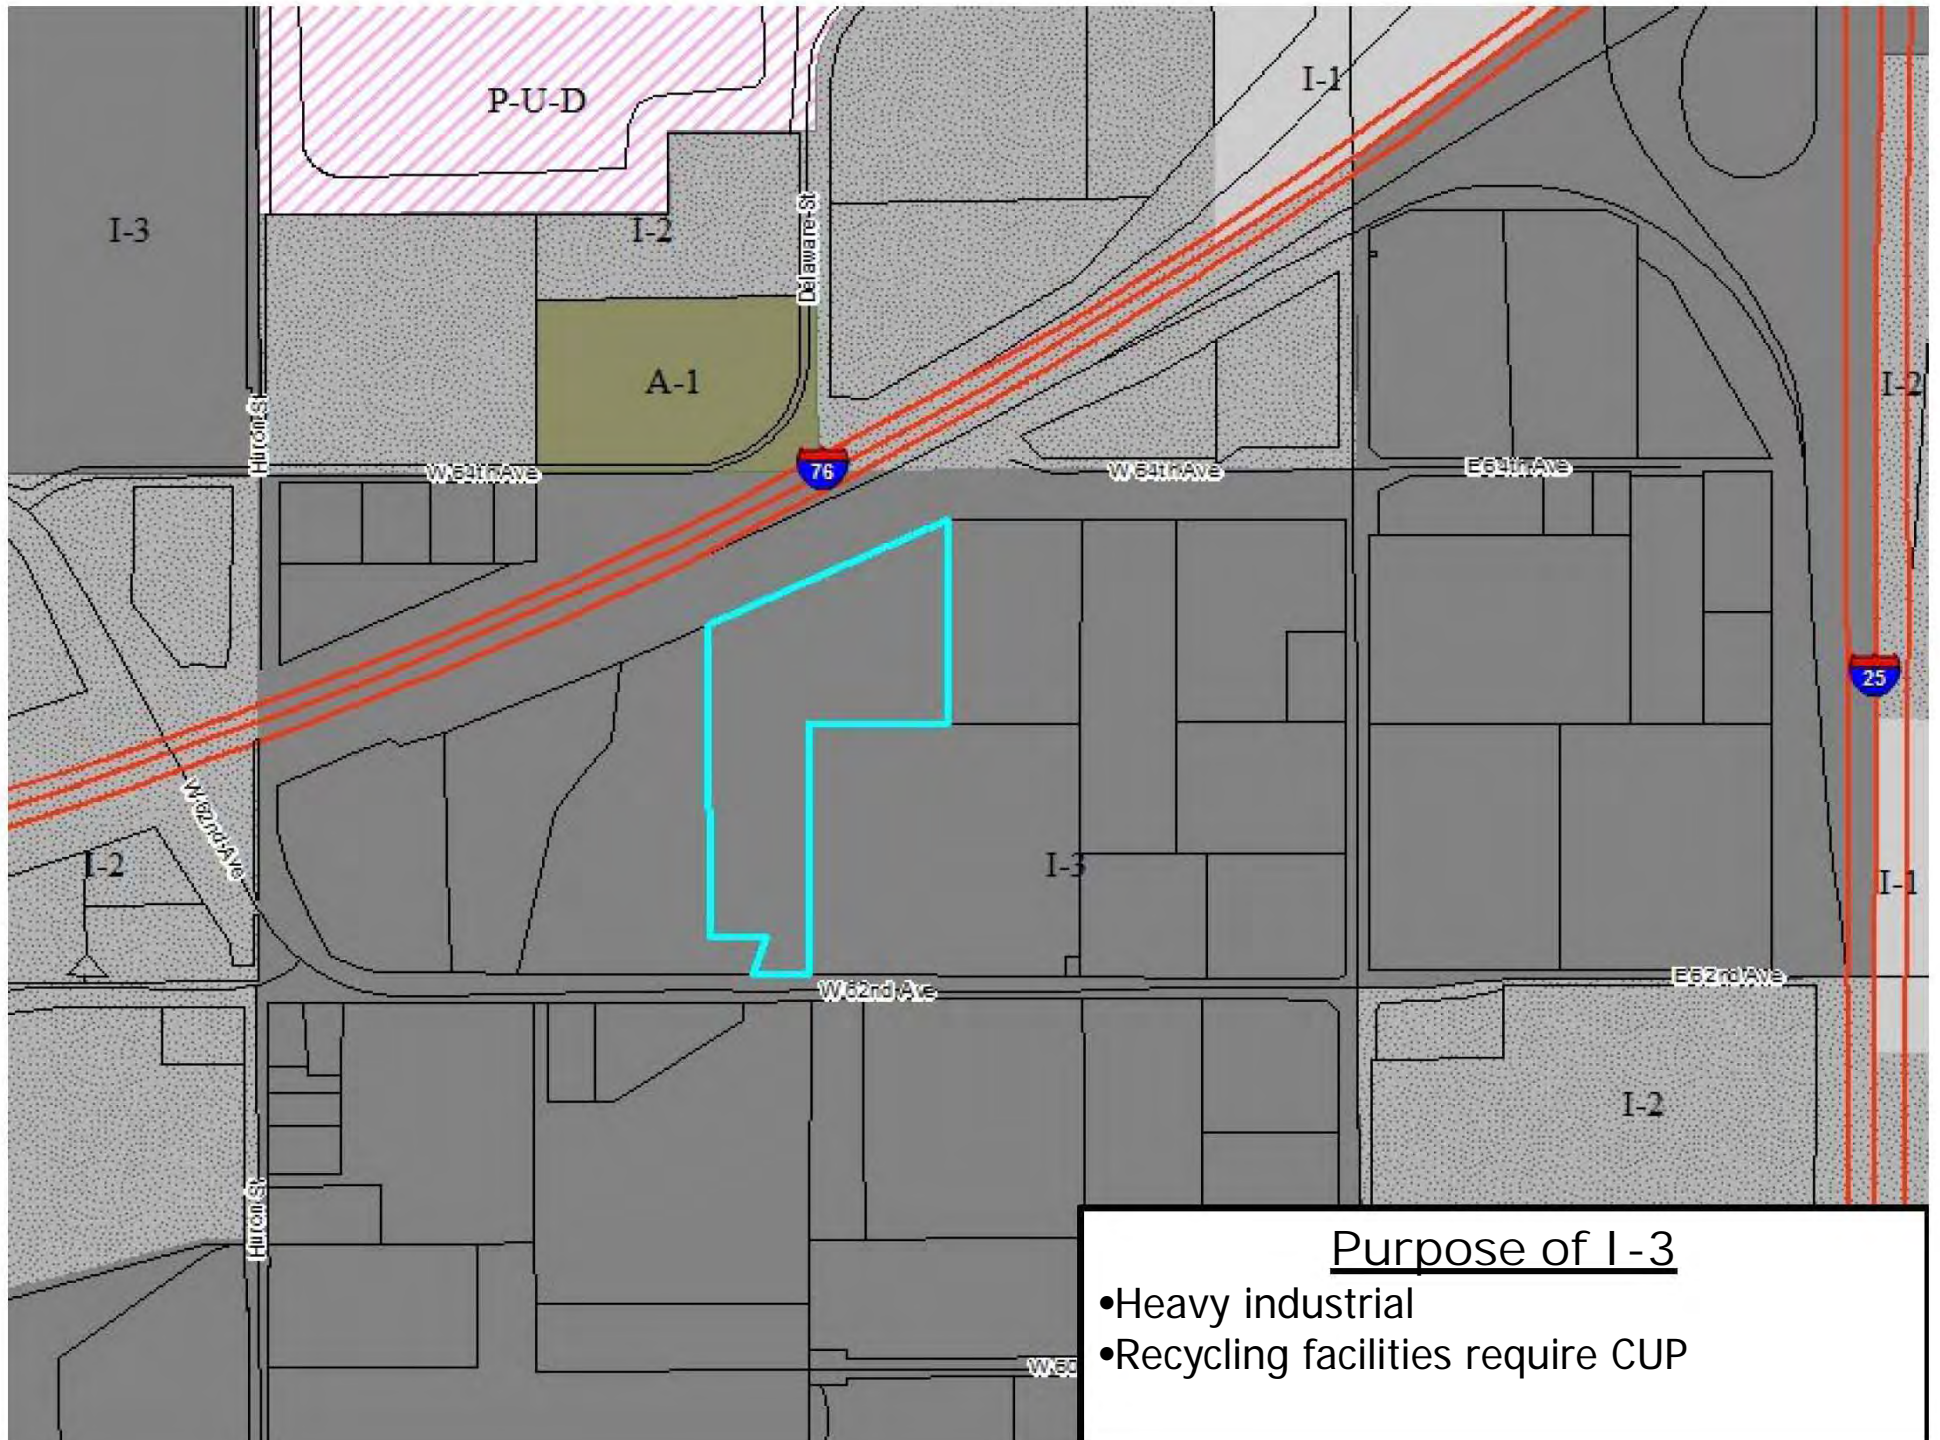 I-1
P-U-D
I-3
I-2
Delaware St
A-1
I-2
Huron St
76
W 64th Ave
W 64th Ave
E 64th Ave
25
W 62nd Ave
I-2
I-3
I-1
E 62nd Ave
W 62nd Ave
I-2
Huron St
Purpose of I-3
•Heavy industrial
•Recycling facilities require CUP
W 60